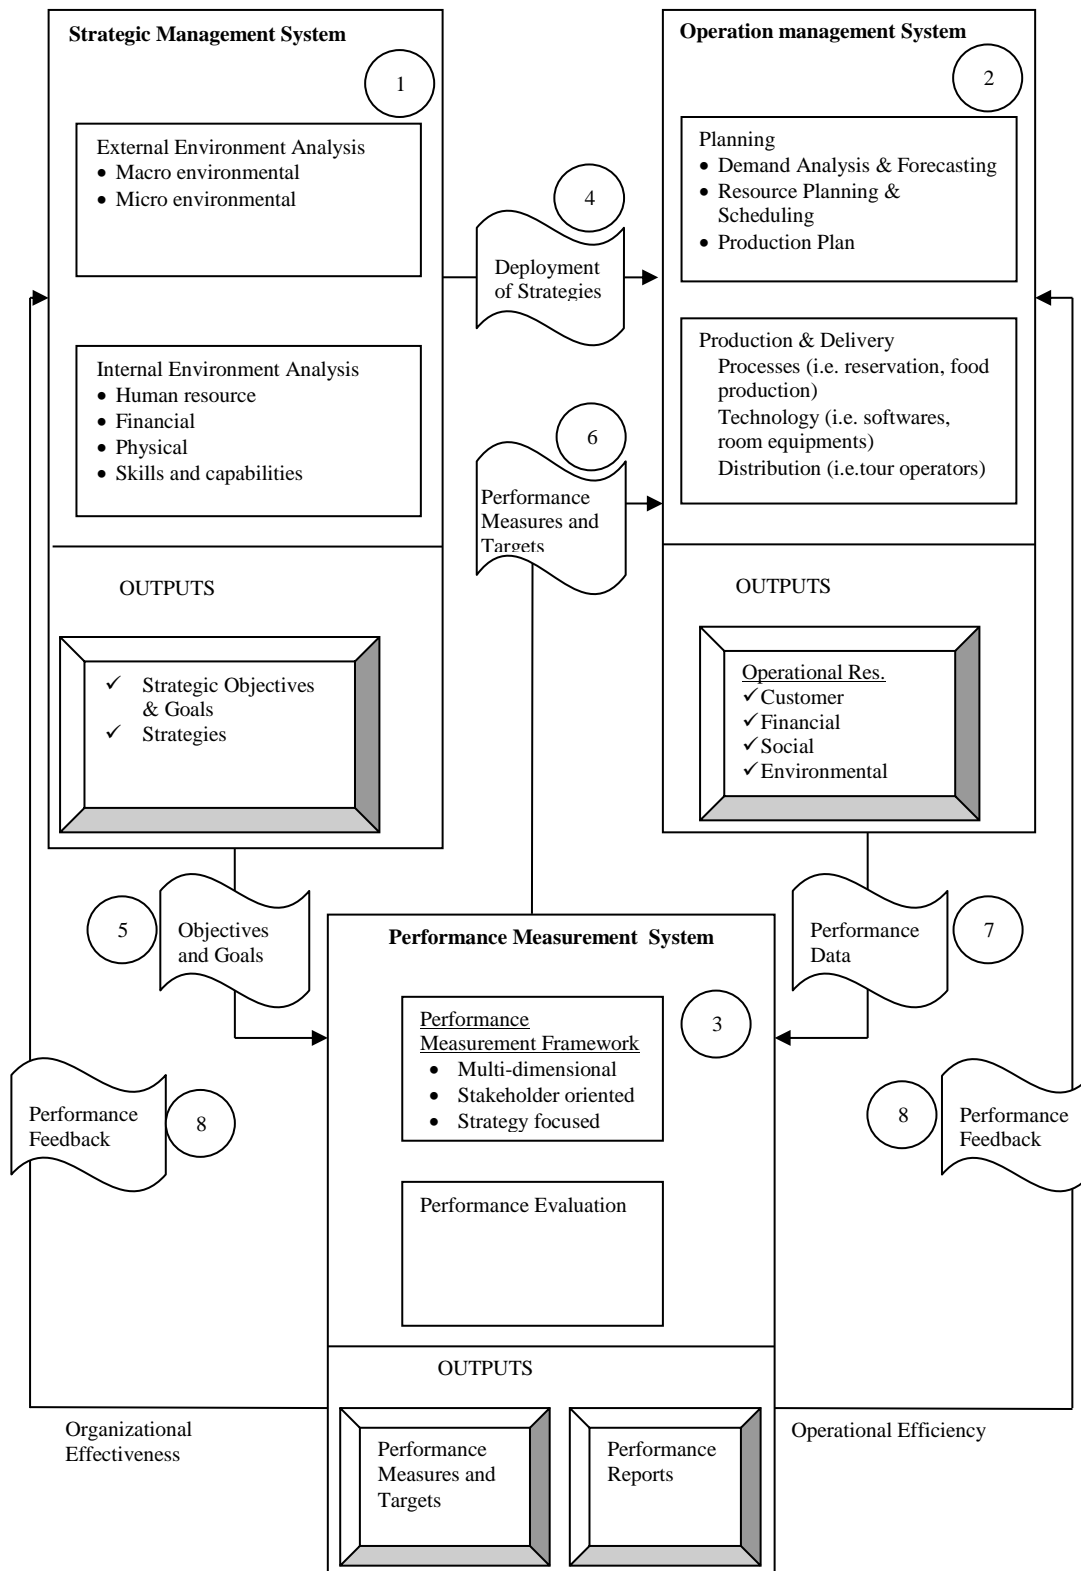 Strategic Management System
1
External Environment Analysis
• Macro environmental
• Micro environmental
Internal Environment Analysis
• Human resource
• Financial
• Physical
• Skills and capabilities
OUTPUTS
✓ Strategic Objectives
& Goals
✓ Strategies
4
Deployment
of Strategies
6
Performance
Measures and
Targets
Operation management System
2
Planning
• Demand Analysis & Forecasting
• Resource Planning &
Scheduling
• Production Plan
Production & Delivery
Processes (i.e. reservation, food
production)
Technology (i.e. softwares,
room equipments)
Distribution (i.e.tour operators)
OUTPUTS
Operational Res.
✓Customer
✓Financial
✓Social
✓Environmental
5
Objectives
and Goals
Performance
Data
7
Performance Measurement System
3
Performance
Measurement Framework
• Multi-dimensional
• Stakeholder oriented
• Strategy focused
Performance Evaluation
Performance
Feedback
8
8
Performance
Feedback
OUTPUTS
Organizational
Effectiveness
Operational Efficiency
Performance
Measures and
Targets
Performance
Reports